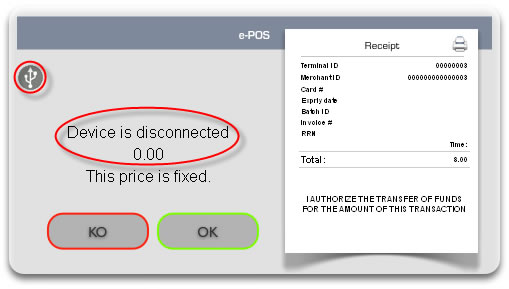 e-POS
Device is disconnected
0.00
This price is fixed.
KO
OK
Receipt
Terminal ID 00000003
Merchant ID 000000000000003
Card #
Expriy date
Batch ID
Invoice #
RRN
Time:
Total: 8.00
I AUTHORIZE THE TRANSFER OF FUNDS
FOR THE AMOUNT OF THIS TRANSACTION